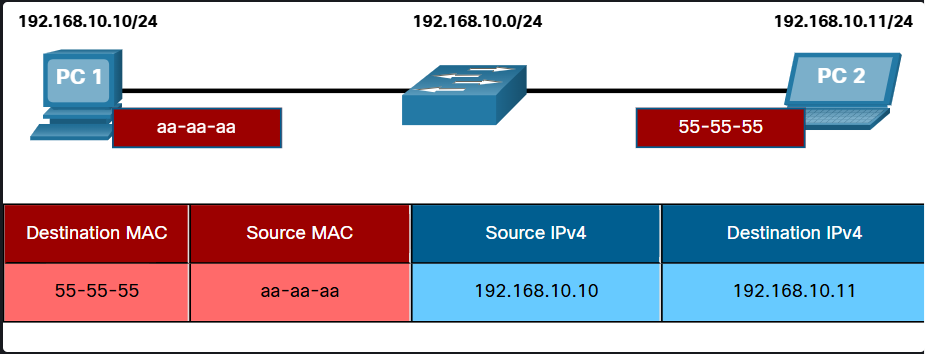 192.168.10.10/24 192.168.10.0/24 192.168.10.11/24
PC 1 PC 2
aa-aa-aa 55-55-55
Destination MAC Source MAC Source IPv4 Destination IPv4
55-55-55 aa-aa-aa 192.168.10.10 192.168.10.11